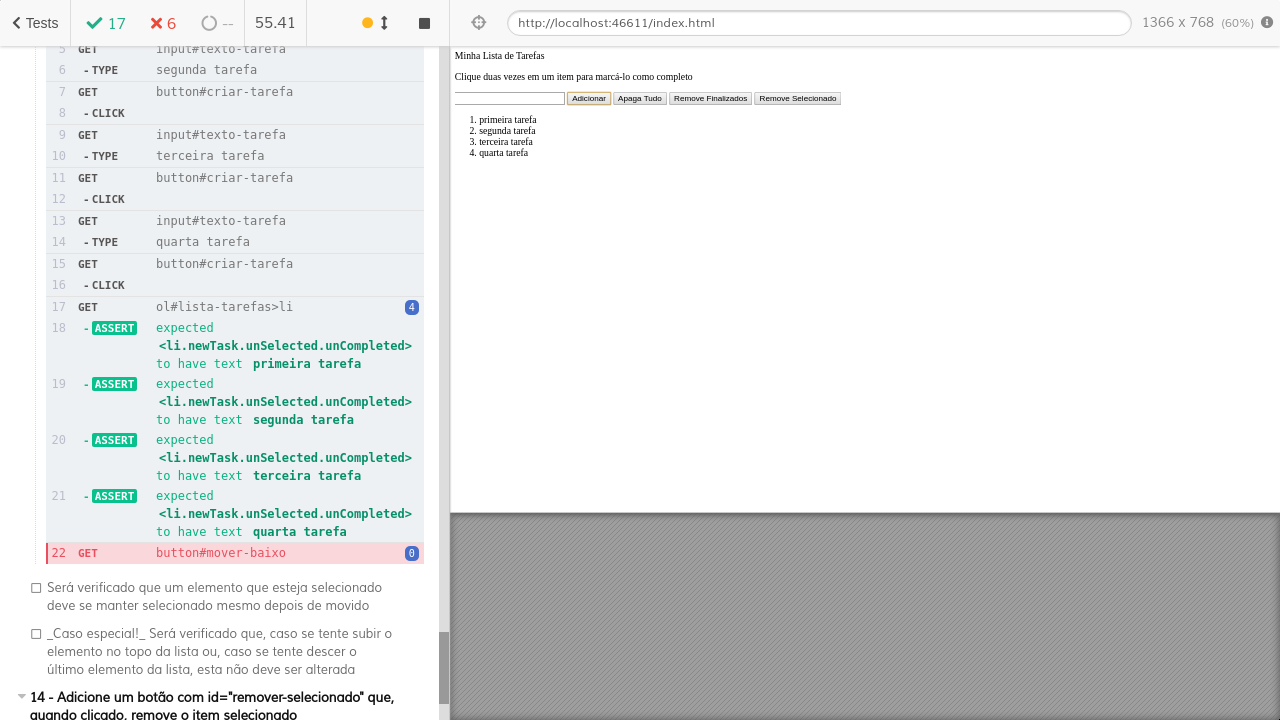 Tests 17 6 -- 55.41 http://localhost:46611/index.html 1366 x 768 (60%)
5 GET input#texto-tarefa
6 -TYPE segunda tarefa
7 GET button#criar-tarefa
8 -CLICK
9 GET input#texto-tarefa
10 -TYPE terceira tarefa
11 GET button#criar-tarefa
12 -CLICK
13 GET input#texto-tarefa
14 -TYPE quarta tarefa
15 GET button#criar-tarefa
16 -CLICK
17 GET ol#lista-tarefas>li 4
18 -ASSERT expected
<li.newTask.unSelected.unCompleted>
to have text primeira tarefa
19 -ASSERT expected
<li.newTask.unSelected.unCompleted>
to have text segunda tarefa
20 -ASSERT expected
<li.newTask.unSelected.unCompleted>
to have text terceira tarefa
21 -ASSERT expected
<li.newTask.unSelected.unCompleted>
to have text quarta tarefa
22 GET button#mover-baixo 0
Será verificado que um elemento que esteja selecionado
deve se manter selecionado mesmo depois de movido
_Caso especial!_ Será verificado que, caso se tente subir o
elemento no topo da lista ou, caso se tente descer o
último elemento da lista, esta não deve ser alterada
14 - Adicione um botão com id="remover-selecionado" que,
quando clicado, remove o item selecionado
Minha Lista de Tarefas
Clique duas vezes em um item para marcá-lo como completo
Adicionar Apaga Tudo Remove Finalizados Remove Selecionado
1. primeira tarefa
2. segunda tarefa
3. terceira tarefa
4. quarta tarefa